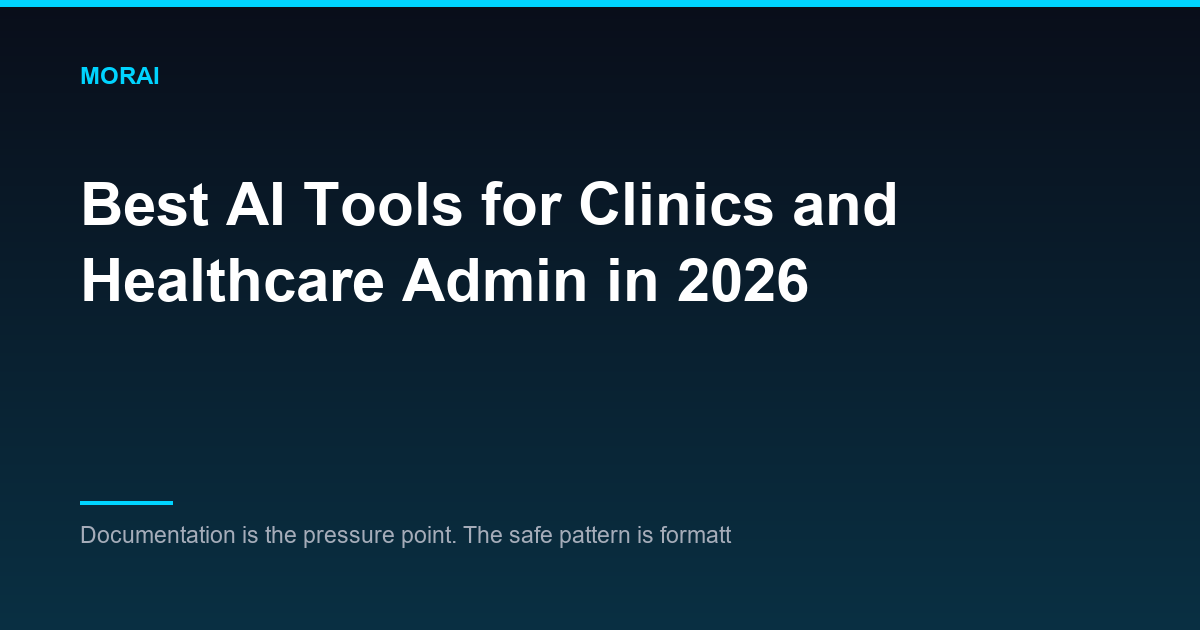 MORAI
Best AI Tools for Clinics and
Healthcare Admin in 2026
Documentation is the pressure point. The safe pattern is formatt